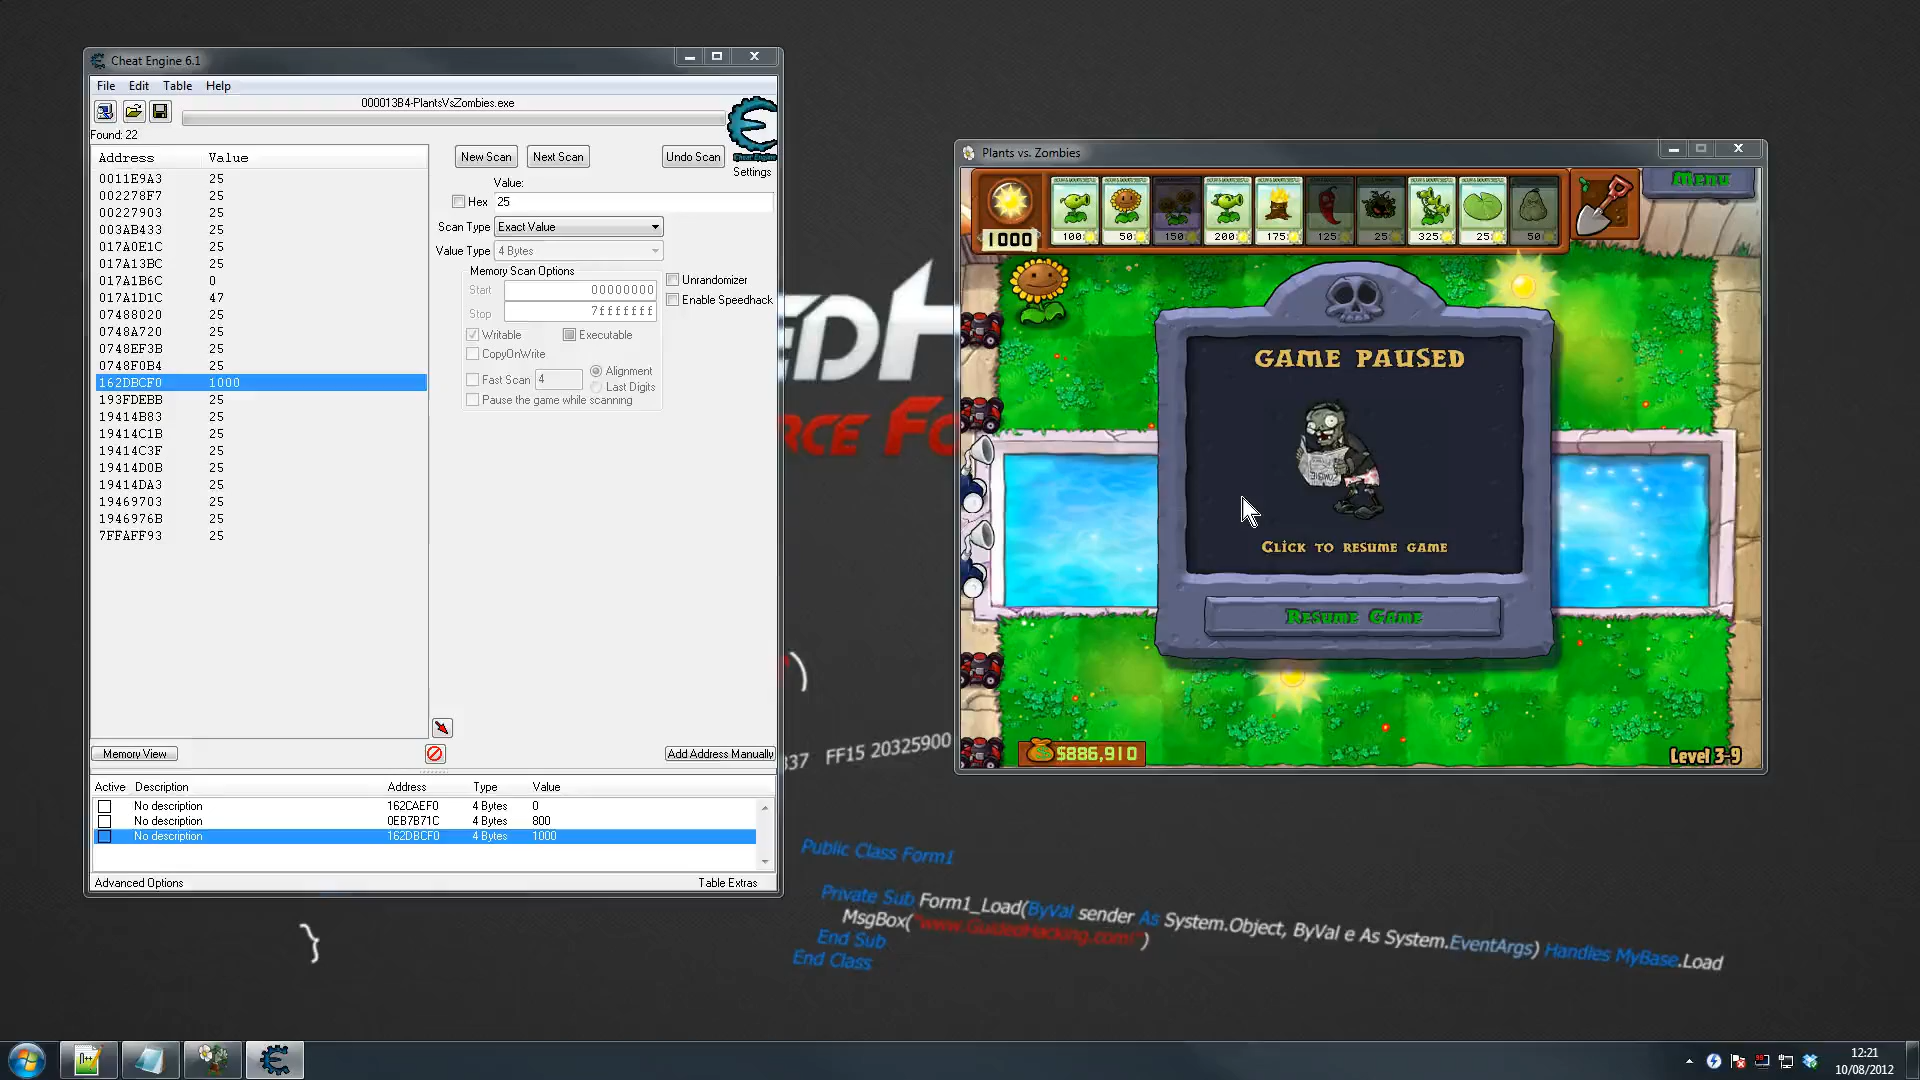 Cheat Engine 6.1
File Edit Table Help
000013B4-PlantsVsZombies.exe
Found: 22
Address Value
0011E9A3 25
002278F7 25
00227903 25
003AB433 25
017A0E1C 25
017A13BC 25
017A1B6C 0
017A1D1C 47
07488020 25
0748A720 25
0748EF3B 25
0748F0B4 25
162DBCF0 1000
193FDEBB 25
19414B83 25
19414C1B 25
19414C3F 25
19414D0B 25
19414DA3 25
19469703 25
1946976B 25
7FFAFF93 25
New Scan Next Scan Undo Scan
Cheat Engine
Settings
Value:
Hex 25
Scan Type Exact Value
Value Type 4 Bytes
Memory Scan Options
Start 00000000
Stop 7fffffff
Unrandomizer
Enable Speedhack
Writable Executable
CopyOnWrite
Fast Scan 4 Alignment
Last Digits
Pause the game while scanning
Memory View Add Address Manually
Active Description Address Type Value
No description 162CAEF0 4 Bytes 0
No description 0EB7B71C 4 Bytes 800
No description 162DBCF0 4 Bytes 1000
Advanced Options Table Extras
Plants vs. Zombies
Menu
1000 100 50 150 200 175 125 25 325 25 50
GAME PAUSED
CLICK TO RESUME GAME
RESUME GAME
$886,910
Level 3-9
EDH
RCE FO
)
337 FF15 20325900
}
Public Class Form1
Private Sub Form1_Load(ByVal sender As System.Object, ByVal e As System.EventArgs) Handles MyBase.Load
MsgBox("www.GuidedHacking.com!")
End Sub
End Class
12:21
10/08/2012